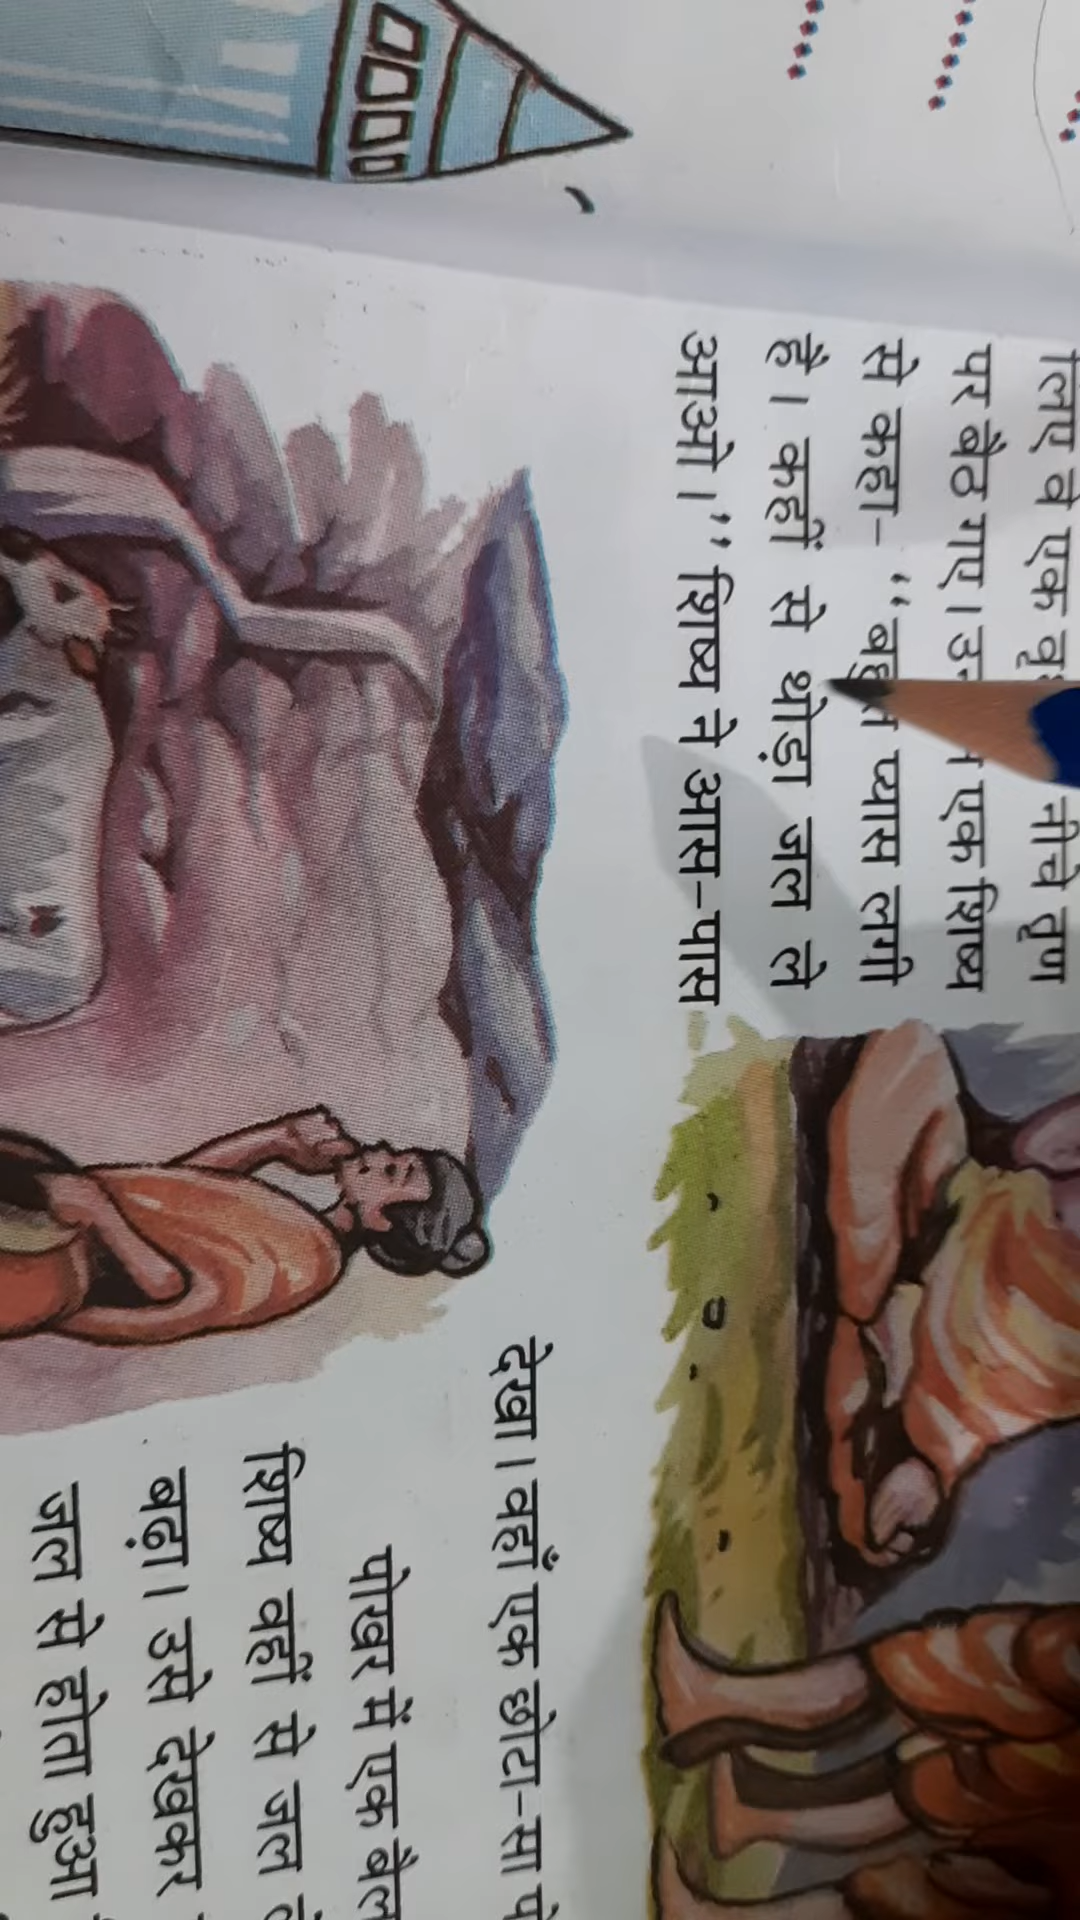 लिए वे एक नीचे तृण
पर बैठ गए। एक शिष्य
से कहा- "बहुत प्यास लगी
है। कहीं से थोड़ा जल ले
आओ।" शिष्य ने आस-पास
देखा। वहाँ एक छोटा-सा
पोखर में एक बैल
शिष्य वहीं से जल
बढ़ा। उसे देखकर
जल से होता हुआ